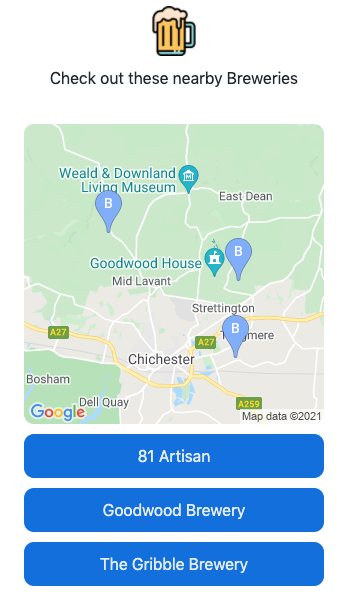 Check out these nearby Breweries
Weald & Downland
Living Museum
East Dean
B
Goodwood House
B
Mid Lavant
Strettington
B
A27
A27
Chichester
Bosham
Dell Quay
A259
Google
Map data ©2021
81 Artisan
Goodwood Brewery
The Gribble Brewery